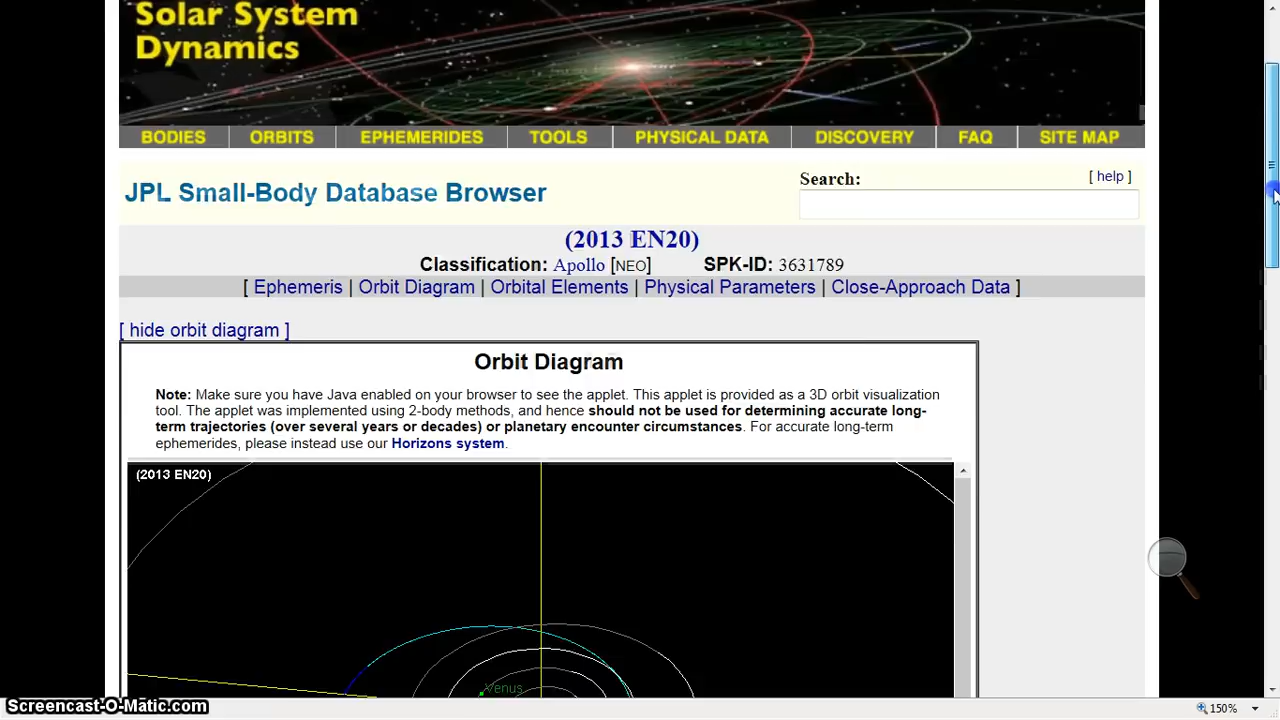 Solar System
Dynamics
BODIES ORBITS EPHEMERIDES TOOLS PHYSICAL DATA DISCOVERY FAQ SITE MAP
JPL Small-Body Database Browser
Search: [ help ]
(2013 EN20)
Classification: Apollo [NEO] SPK-ID: 3631789
[ Ephemeris | Orbit Diagram | Orbital Elements | Physical Parameters | Close-Approach Data ]
[ hide orbit diagram ]
Orbit Diagram
Note: Make sure you have Java enabled on your browser to see the applet. This applet is provided as a 3D orbit visualization
tool. The applet was implemented using 2-body methods, and hence should not be used for determining accurate long-
term trajectories (over several years or decades) or planetary encounter circumstances. For accurate long-term
ephemerides, please instead use our Horizons system.
(2013 EN20)
Venus
Screencast-O-Matic.com
150%